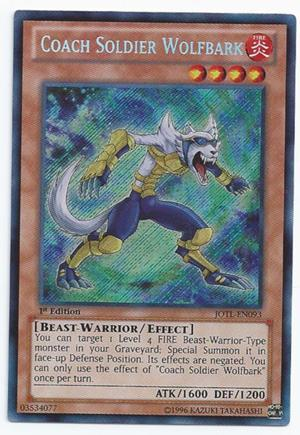 COACH SOLDIER WOLFBARK
FIRE
炎
1st Edition
JOTL-EN093
[BEAST-WARRIOR / EFFECT]
You can target 1 Level 4 FIRE Beast-Warrior-Type
monster in your Graveyard; Special Summon it in
face-up Defense Position. Its effects are negated. You
can only use the effect of "Coach Soldier Wolfbark"
once per turn.
ATK/1600 DEF/1200
03534077
©1996 KAZUKI TAKAHASHI